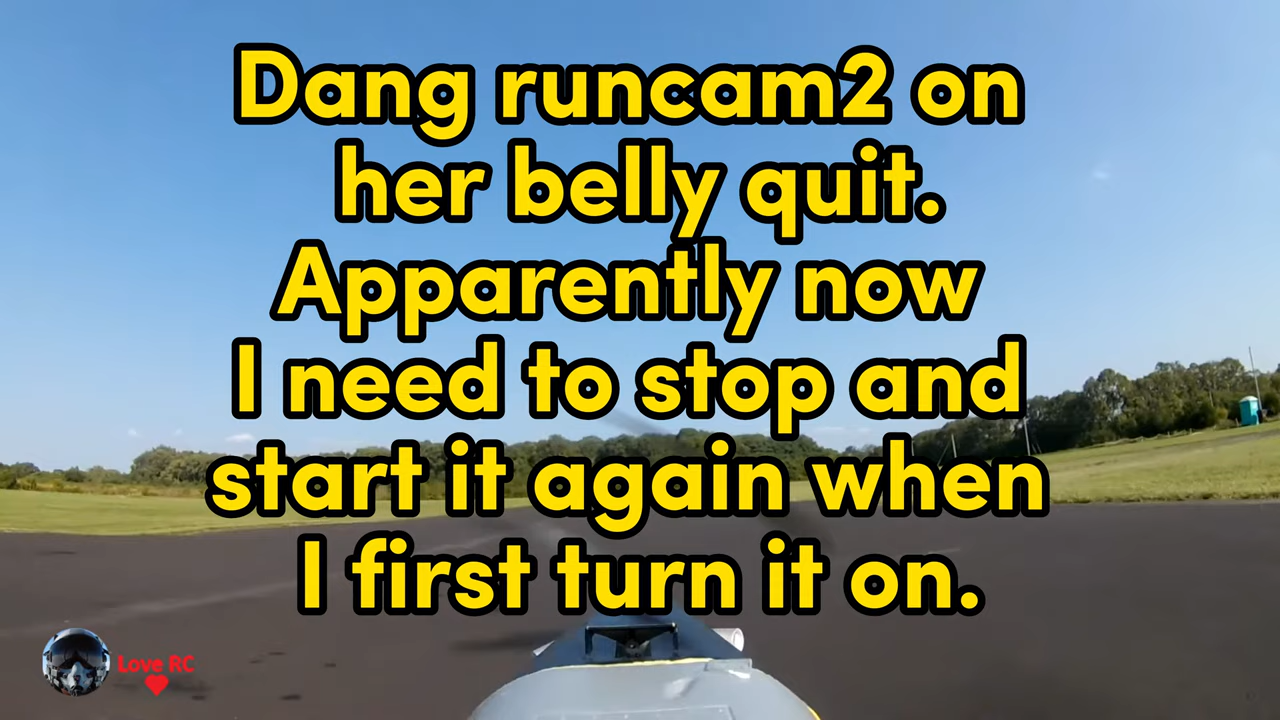 Dang runcam2 on
her belly quit.
Apparently now
I need to stop and
start it again when
I first turn it on.
Love RC